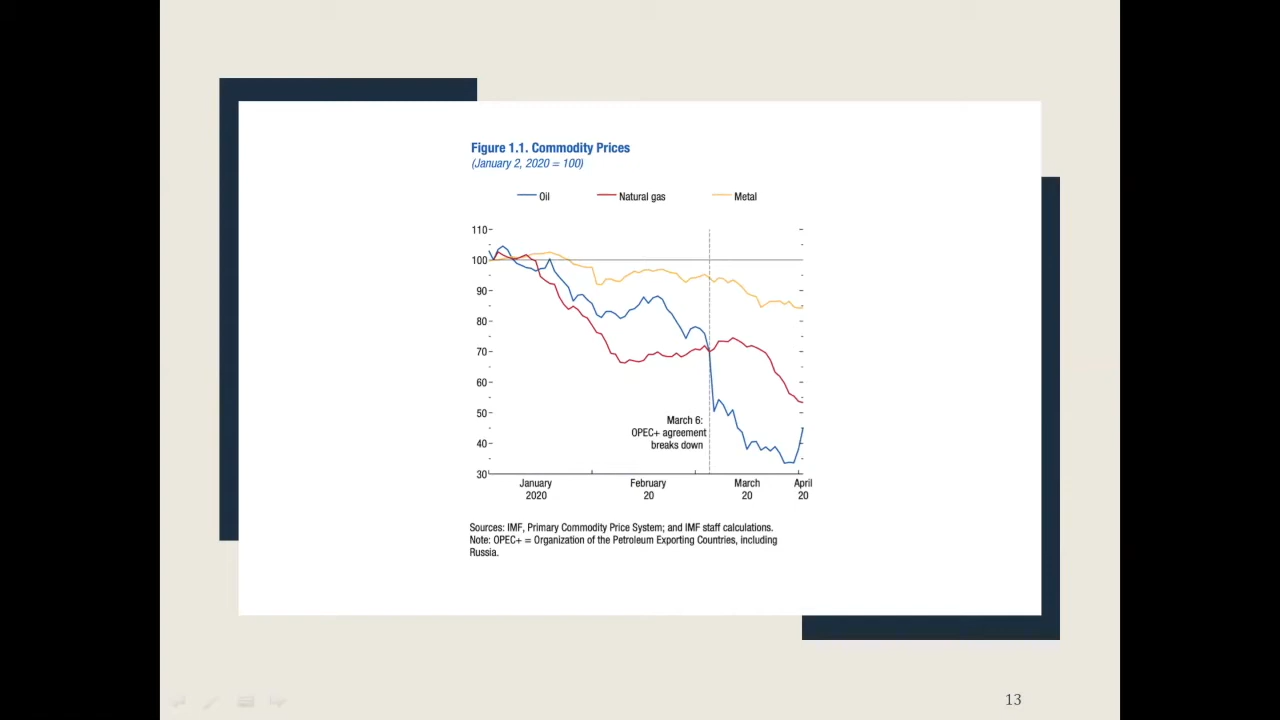 Figure 1.1. Commodity Prices
(January 2, 2020 = 100)
Oil Natural gas Metal
110
100
90
80
70
60
50
40
30
March 6:
OPEC+ agreement
breaks down
January February March April
2020 20 20 20
Sources: IMF, Primary Commodity Price System; and IMF staff calculations.
Note: OPEC+ = Organization of the Petroleum Exporting Countries, including
Russia.
13